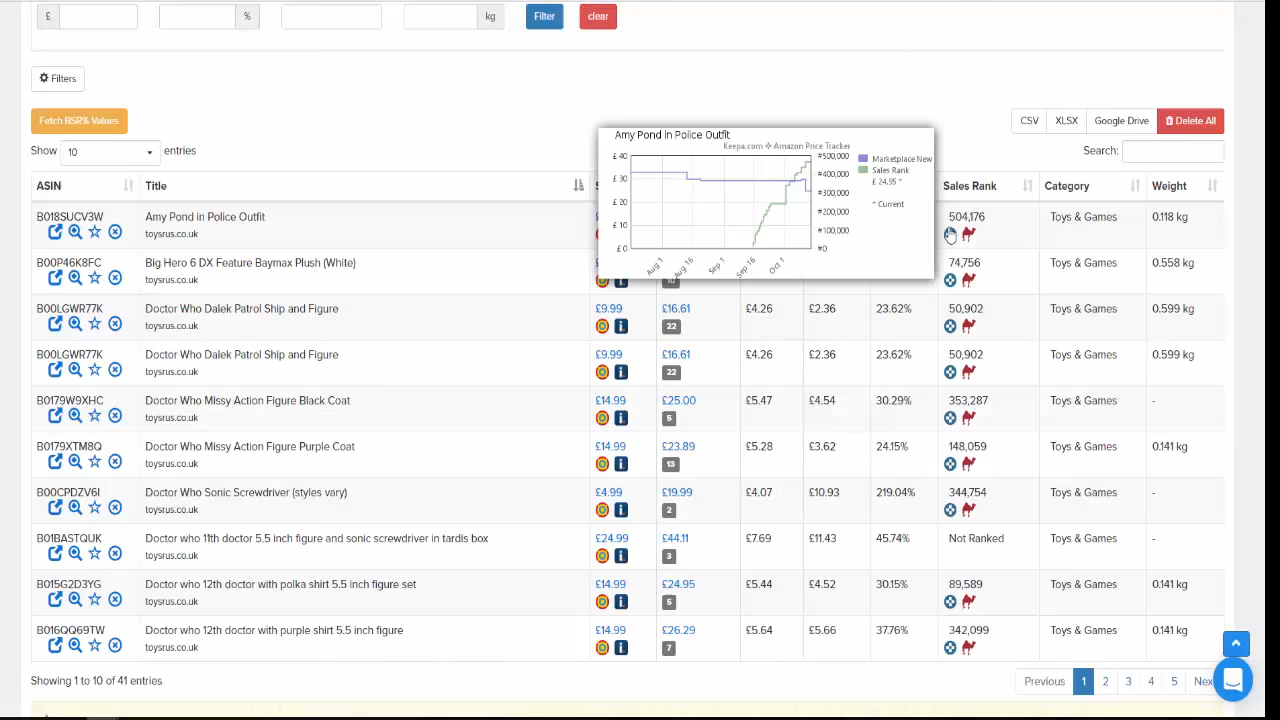 £ % kg Filter clear
Filters
Fetch BSR% Values CSV XLSX Google Drive Delete All
Show 10 entries Search:
ASIN Title Sales Rank Category Weight
Amy Pond in Police Outfit
Keepa.com Amazon Price Tracker
£ 40 #500,000 Marketplace New
Sales Rank
£ 30 #400,000 £ 24.95 *
#300,000
£ 20 #200,000 * Current
£ 10 #100,000
£ 0 #0
Aug 1 Aug 16 Sep 1 Sep 16 Oct 1
B018SUCV3W Amy Pond in Police Outfit 504,176 Toys & Games 0.118 kg
toysrus.co.uk
B00P46K8FC Big Hero 6 DX Feature Baymax Plush (White) 74,756 Toys & Games 0.558 kg
toysrus.co.uk
B00LGWR77K Doctor Who Dalek Patrol Ship and Figure £9.99 £16.61 £4.26 £2.36 23.62% 50,902 Toys & Games 0.599 kg
toysrus.co.uk 22
B00LGWR77K Doctor Who Dalek Patrol Ship and Figure £9.99 £16.61 £4.26 £2.36 23.62% 50,902 Toys & Games 0.599 kg
toysrus.co.uk 22
B0179W9XHC Doctor Who Missy Action Figure Black Coat £14.99 £25.00 £5.47 £4.54 30.29% 353,287 Toys & Games -
toysrus.co.uk 5
B0179XTM8Q Doctor Who Missy Action Figure Purple Coat £14.99 £23.89 £5.28 £3.62 24.15% 148,059 Toys & Games 0.141 kg
toysrus.co.uk 13
B00CPDZV6I Doctor Who Sonic Screwdriver (styles vary) £4.99 £19.99 £4.07 £10.93 219.04% 344,754 Toys & Games -
toysrus.co.uk 2
B01BASTQUK Doctor who 11th doctor 5.5 inch figure and sonic screwdriver in tardis box £24.99 £44.11 £7.69 £11.43 45.74% Not Ranked Toys & Games -
toysrus.co.uk 3
B015G2D3YG Doctor who 12th doctor with polka shirt 5.5 inch figure set £14.99 £24.95 £5.44 £4.52 30.15% 89,589 Toys & Games 0.141 kg
toysrus.co.uk 5
B016QQ69TW Doctor who 12th doctor with purple shirt 5.5 inch figure £14.99 £26.29 £5.64 £5.66 37.76% 342,099 Toys & Games 0.141 kg
toysrus.co.uk 7
Showing 1 to 10 of 41 entries Previous 1 2 3 4 5